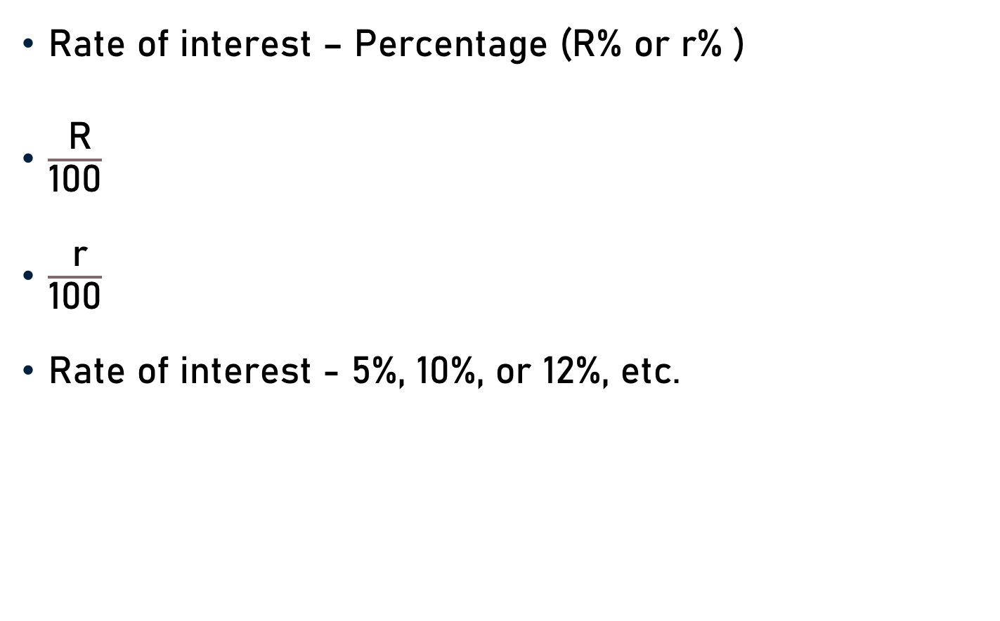 • Rate of interest – Percentage (R% or r% )
• R
100
• r
100
• Rate of interest - 5%, 10%, or 12%, etc.